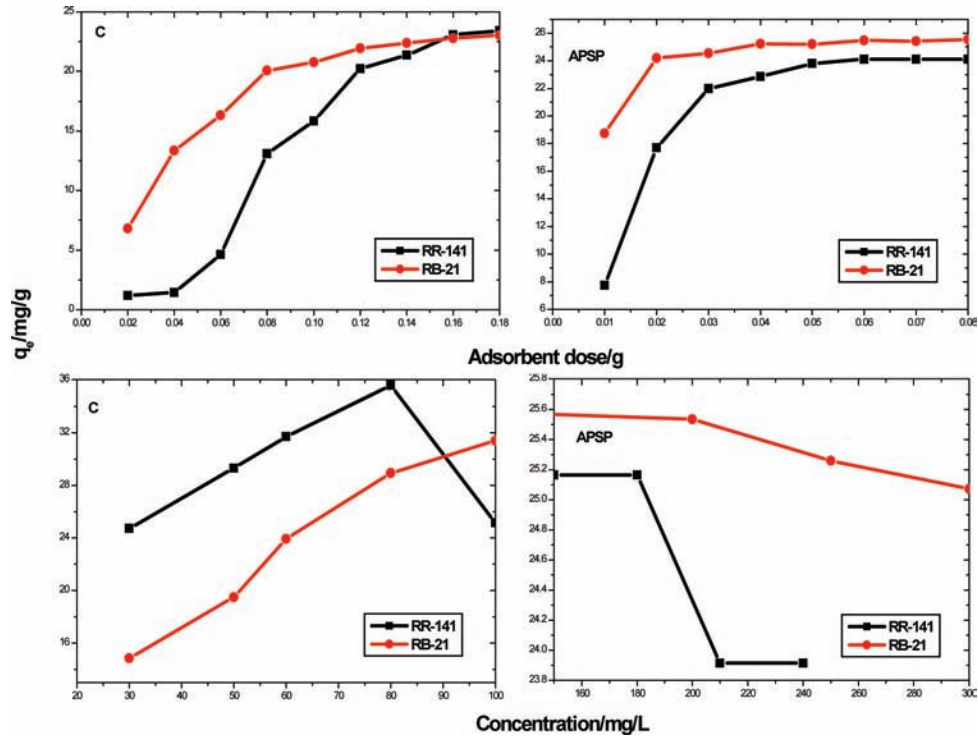 C
25
20
15
10
5
0
0.00 0.02 0.04 0.06 0.08 0.10 0.12 0.14 0.16 0.18
RR-141
RB-21
APSP
26
24
22
20
18
16
14
12
10
8
6
0.00 0.01 0.02 0.03 0.04 0.05 0.06 0.07 0.08
RR-141
RB-21
qe/mg/g
Adsorbent dose/g
C
36
32
28
24
20
16
20 30 40 50 60 70 80 90 100
RR-141
RB-21
APSP
25.8
25.6
25.4
25.2
25.0
24.8
24.6
24.4
24.2
24.0
23.8
160 180 200 220 240 260 280 300
RR-141
RB-21
Concentration/mg/L